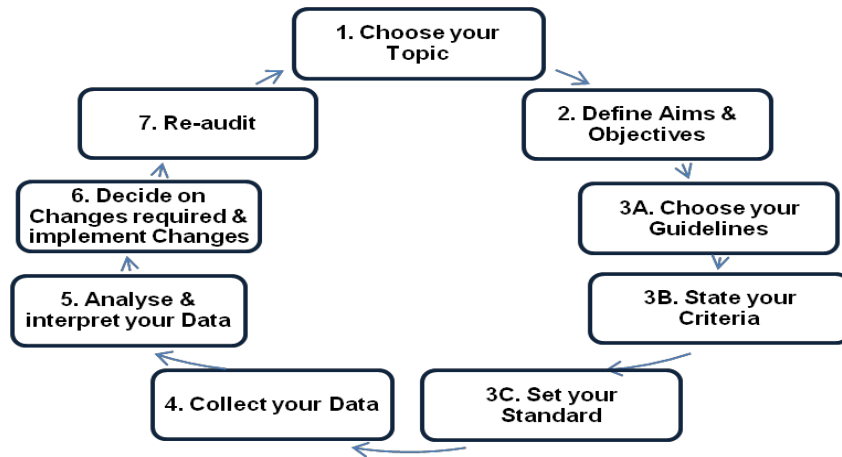 1. Choose your
Topic
2. Define Aims &
Objectives
3A. Choose your
Guidelines
3B. State your
Criteria
3C. Set your
Standard
4. Collect your Data
5. Analyse &
interpret your Data
6. Decide on
Changes required &
implement Changes
7. Re-audit